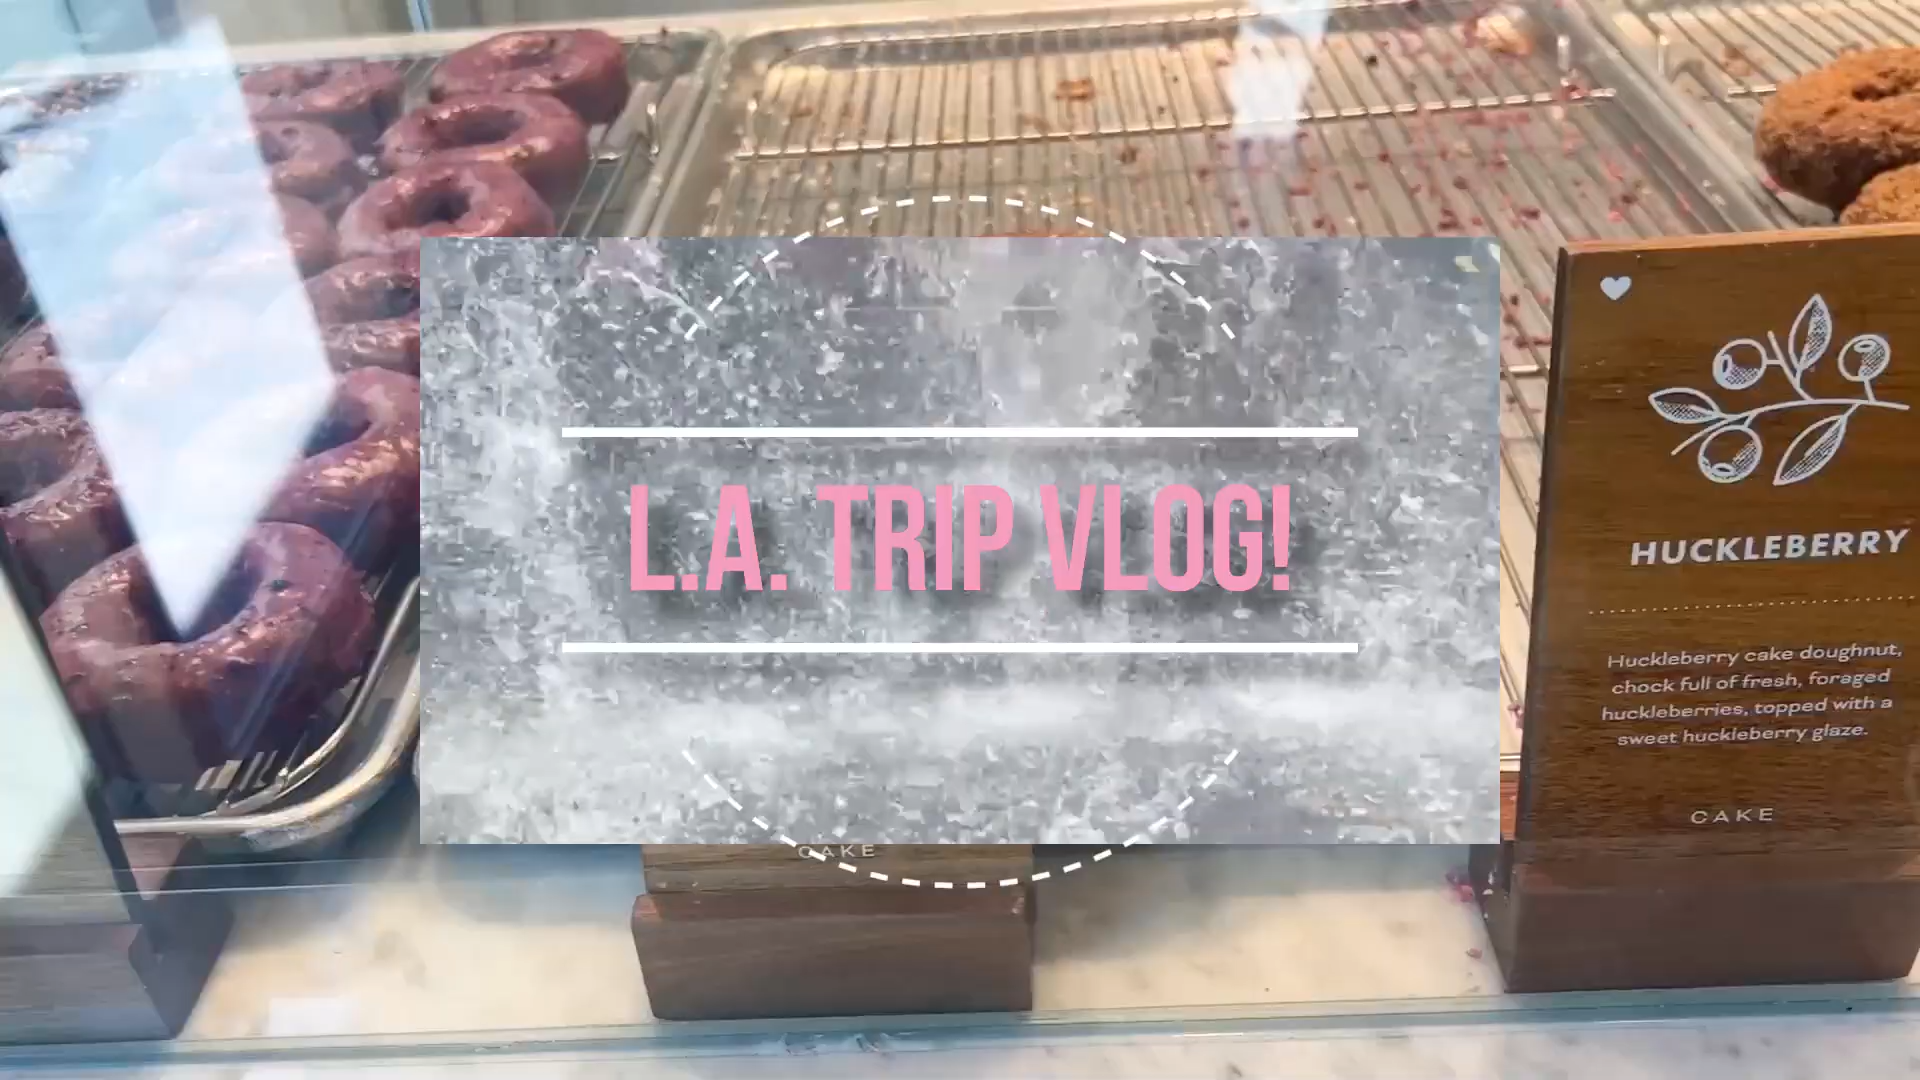 L.A. TRIP VLOG!
HUCKLEBERRY
Huckleberry cake doughnut,
chock full of fresh, foraged
huckleberries, topped with a
sweet huckleberry glaze.
CAKE
CAKE